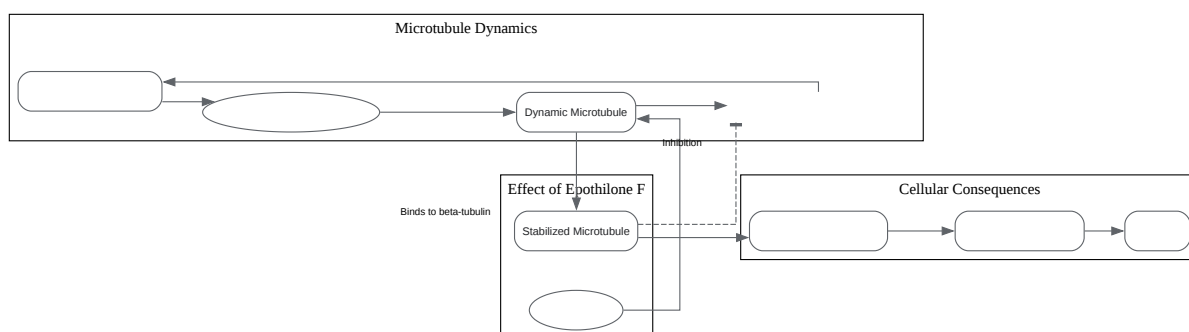 Microtubule Dynamics
Dynamic Microtubule
Inhibition
Effect of Epothilone F
Cellular Consequences
Binds to beta-tubulin
Stabilized Microtubule